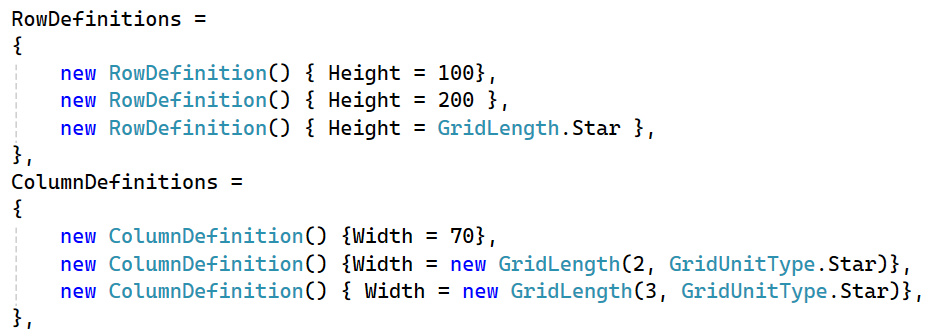 RowDefinitions =
{
    new RowDefinition() { Height = 100},
    new RowDefinition() { Height = 200 },
    new RowDefinition() { Height = GridLength.Star },
},
ColumnDefinitions =
{
    new ColumnDefinition() {Width = 70},
    new ColumnDefinition() {Width = new GridLength(2, GridUnitType.Star)},
    new ColumnDefinition() { Width = new GridLength(3, GridUnitType.Star)},
},